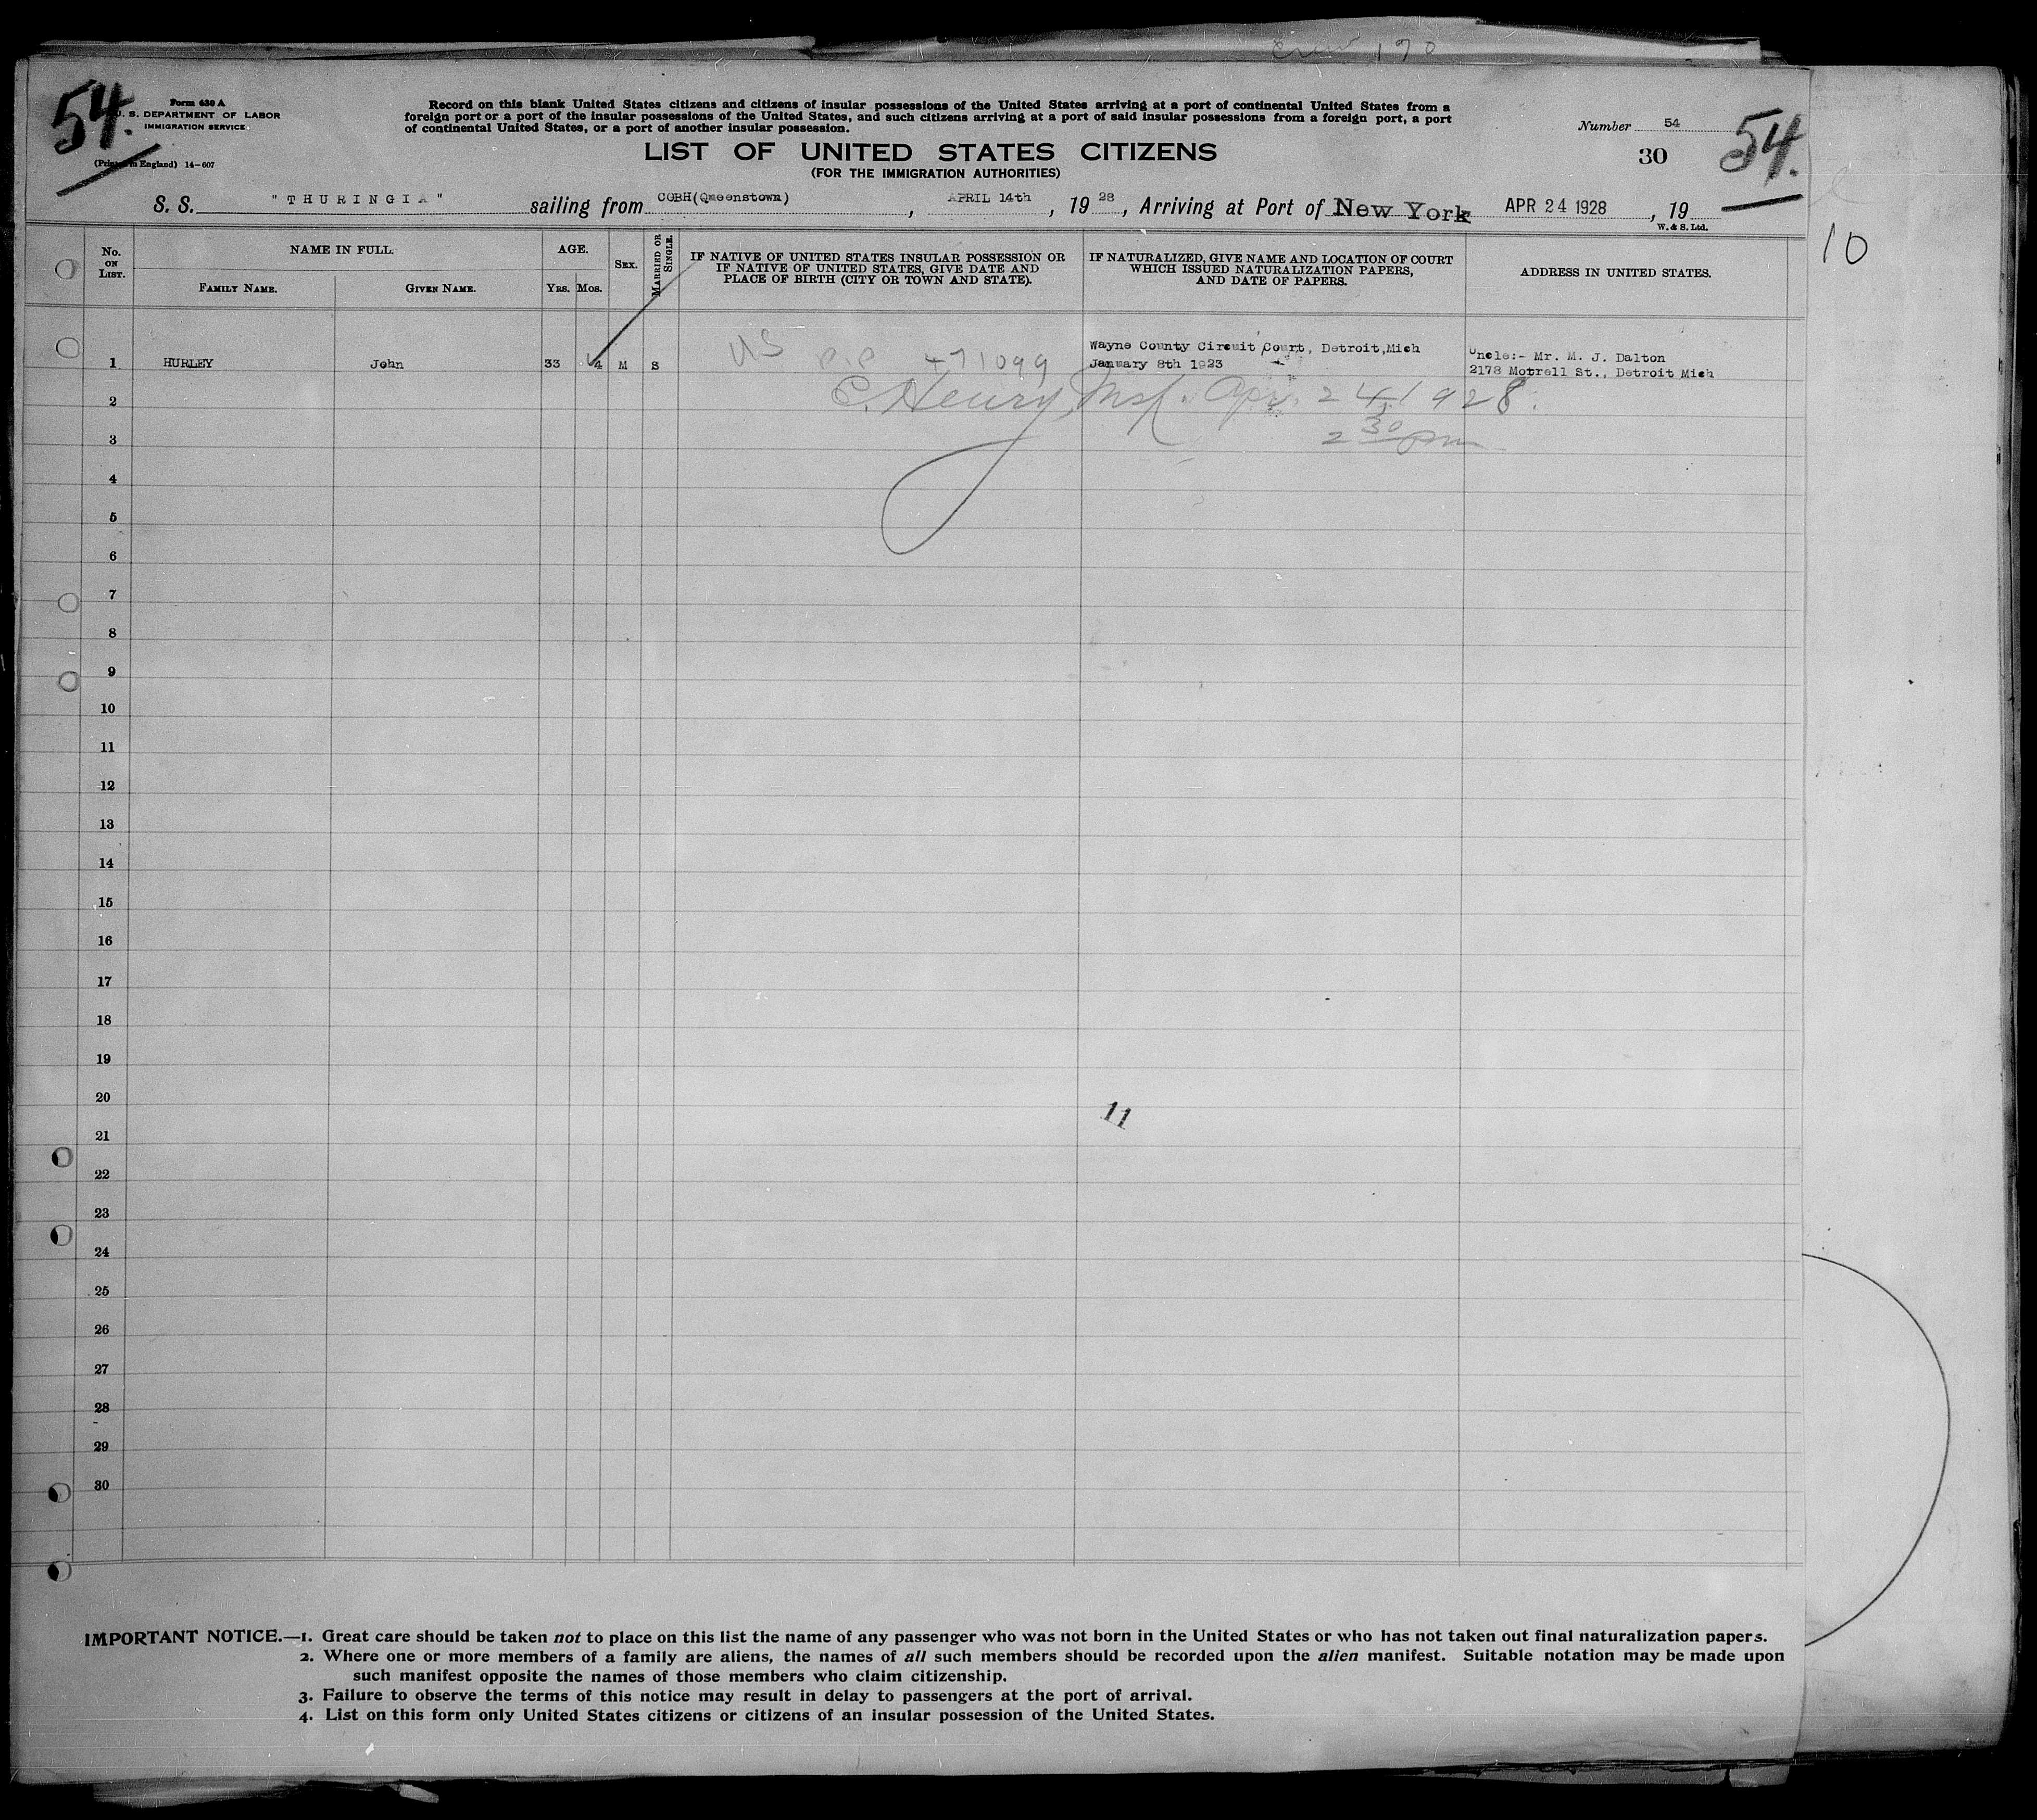 Crew 190
54.
Form 630 A
U. S. DEPARTMENT OF LABOR
IMMIGRATION SERVICE
(Printed in England) 14—607
Record on this blank United States citizens and citizens of insular possessions of the United States arriving at a port of continental United States from a
foreign port or a port of the insular possessions of the United States, and such citizens arriving at a port of said insular possessions from a foreign port, a port
of continental United States, or a port of another insular possession.
LIST OF UNITED STATES CITIZENS
(FOR THE IMMIGRATION AUTHORITIES)
Number 54
30
54.
S. S. "THURINGIA" sailing from COBH(Queenstown), APRIL 14th, 1928, Arriving at Port of New York APR 24 1928, 19
W. & S. Ltd.
10
No. ON LIST.
NAME IN FULL.
FAMILY NAME.
GIVEN NAME.
AGE.
YRS. MOS.
SEX.
MARRIED OR SINGLE.
IF NATIVE OF UNITED STATES INSULAR POSSESSION OR
IF NATIVE OF UNITED STATES, GIVE DATE AND
PLACE OF BIRTH (CITY OR TOWN AND STATE).
IF NATURALIZED, GIVE NAME AND LOCATION OF COURT
WHICH ISSUED NATURALIZATION PAPERS,
AND DATE OF PAPERS.
ADDRESS IN UNITED STATES.
1 HURLEY John 33 4 M S
US P.P. 471099
Wayne County Circuit Court, Detroit,Mich
January 8th 1923
Uncle:- Mr. M. J. Dalton
2178 Motrell St., Detroit Mich
C. Henry, Insp. Apr. 24, 1928.
2 30 pm
2
3
4
5
6
7
8
9
10
11
12
13
14
15
16
17
18
19
20
11
21
22
23
24
25
26
27
28
29
30
IMPORTANT NOTICE.—1. Great care should be taken not to place on this list the name of any passenger who was not born in the United States or who has not taken out final naturalization papers.
2. Where one or more members of a family are aliens, the names of all such members should be recorded upon the alien manifest. Suitable notation may be made upon
such manifest opposite the names of those members who claim citizenship.
3. Failure to observe the terms of this notice may result in delay to passengers at the port of arrival.
4. List on this form only United States citizens or citizens of an insular possession of the United States.